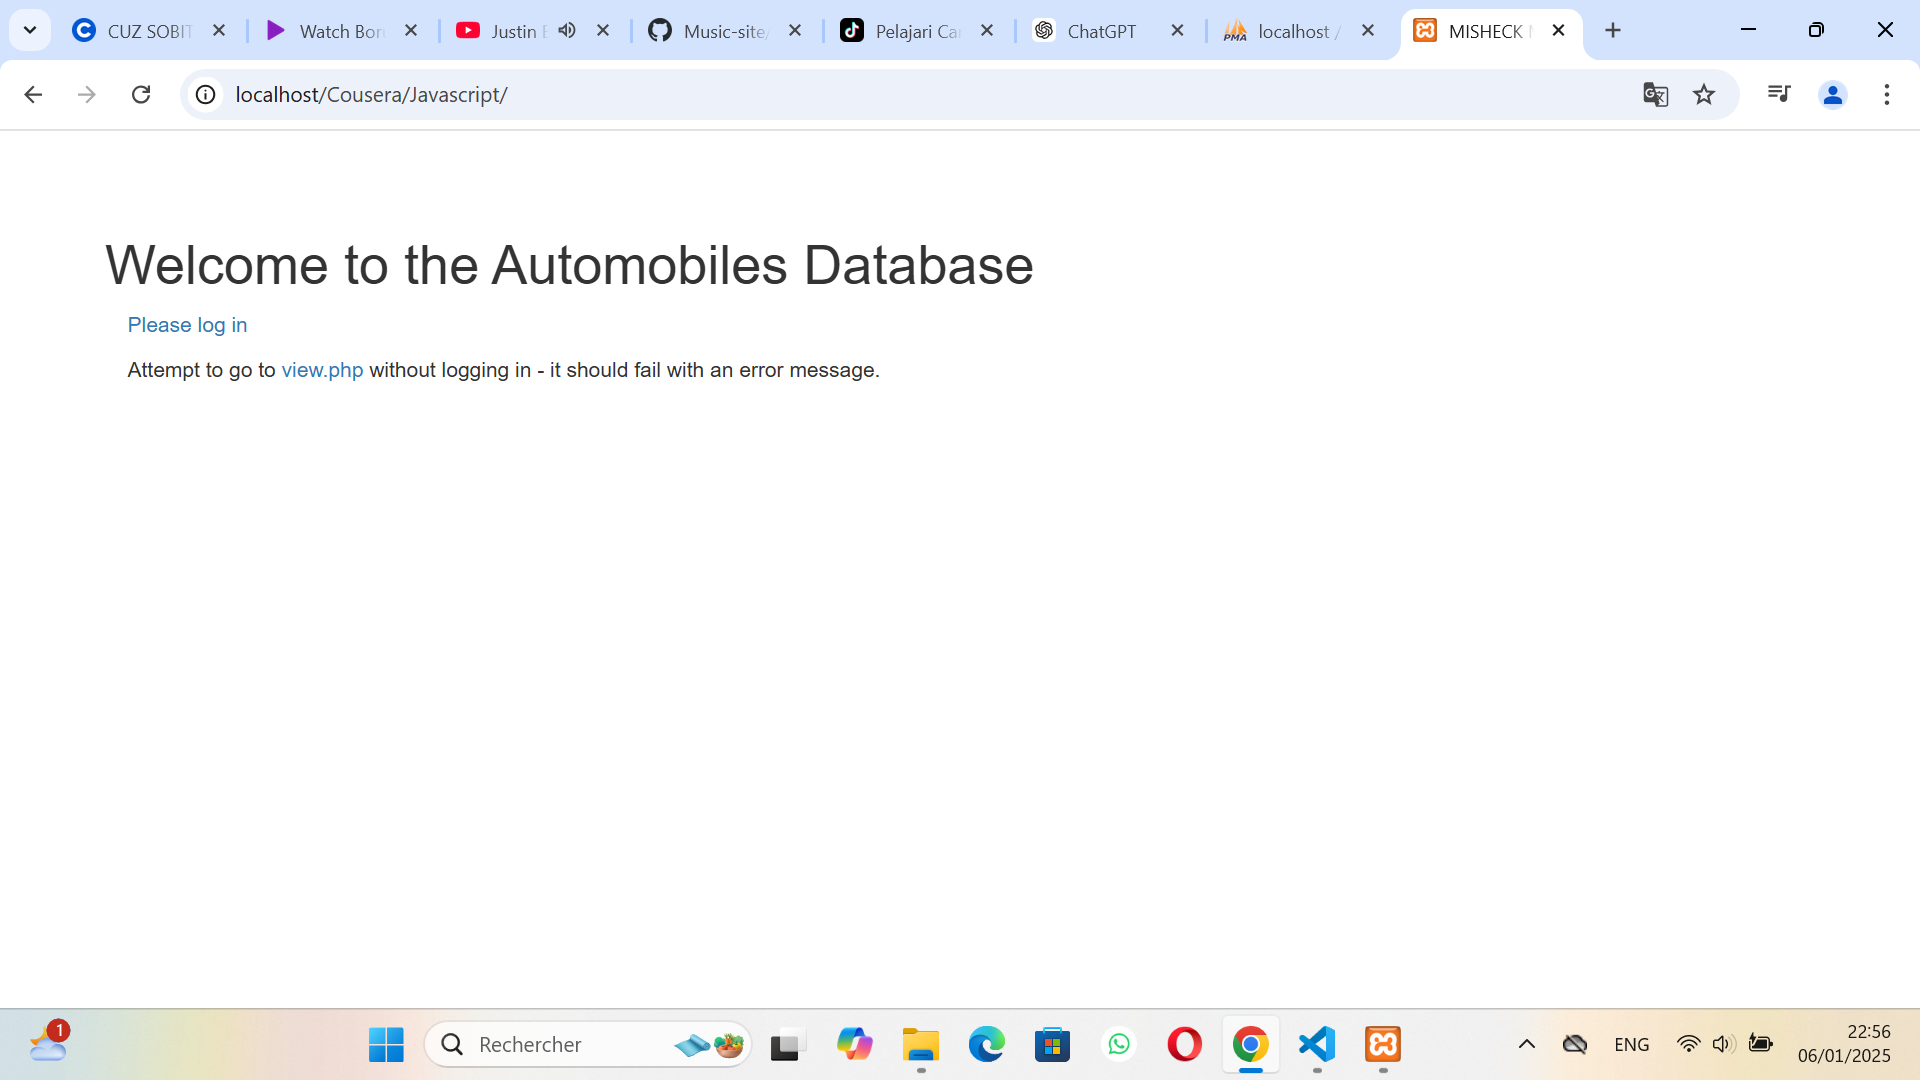 CUZ SOBIT
Watch Bor
Justin
Music-site/
Pelajari Ca
ChatGPT
PMA
localhost /
MISHECK
localhost/Cousera/Javascript/
Welcome to the Automobiles Database
Please log in
Attempt to go to view.php without logging in - it should fail with an error message.
1
Rechercher
ENG
22:56
06/01/2025